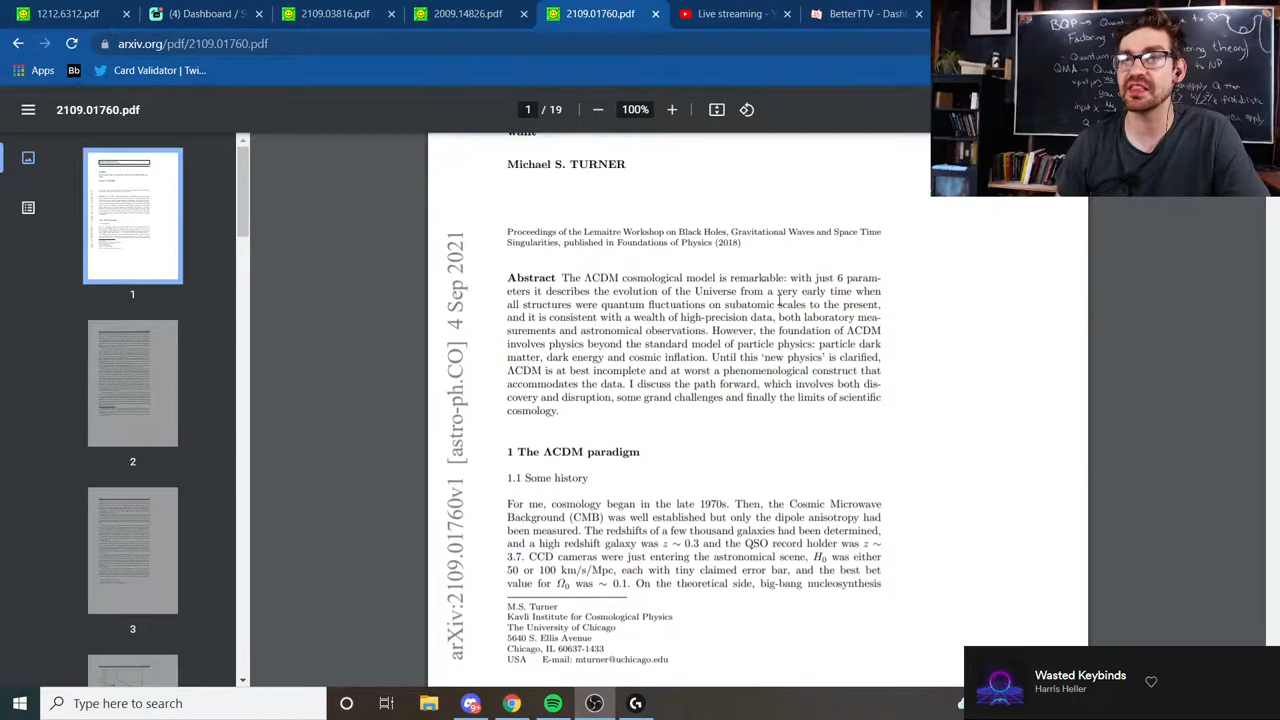 2109.03816.pdf
2009.14826.pdf
2109.01760.pdf
Live streaming - Y
BetterTTV - Dash
(4) Dashboard / S
arxiv.org/pdf/2109.01760.pdf
Apps
Bb
Card Validator | Twi...
2109.01760.pdf
1 / 19
100%
1
2
3
Michael S. TURNER
Proceedings of the Lemaitre Workshop on Black Holes, Gravitational Waves and Space Time
Singularities, published in Foundations of Physics (2018)
Abstract The ΛCDM cosmological model is remarkable: with just 6 param-
eters it describes the evolution of the Universe from a very early time when
all structures were quantum fluctuations on subatomic scales to the present,
and it is consistent with a wealth of high-precision data, both laboratory mea-
surements and astronomical observations. However, the foundation of ΛCDM
involves physics beyond the standard model of particle physics: particle dark
matter, dark energy and cosmic inflation. Until this ‘new physics’ is clarified,
ΛCDM is at best incomplete and at worst a phenomenological construct that
accommodates the data. I discuss the path forward, which involves both dis-
covery and disruption, some grand challenges and finally the limits of scientific
cosmology.
1 The ΛCDM paradigm
1.1 Some history
For me, cosmology began in the late 1970s. Then, the Cosmic Microwave
Background (CMB) was well established but only the dipole anisotropy had
been measured. The redshifts of a few thousand galaxies had been determined,
and a high redshift galaxy was z ∼ 0.3 and the QSO record holder was z ∼
3.7. CCD cameras were just entering the astronomical scene, H0 was either
50 or 100 km/s/Mpc, each with tiny claimed error bar, and the best bet
value for Ω0 was ∼ 0.1. On the theoretical side, big-bang nucleosynthesis
M.S. Turner
Kavli Institute for Cosmological Physics
The University of Chicago
5640 S. Ellis Avenue
Chicago, IL 60637-1433
USA E-mail: mturner@uchicago.edu
arXiv:2109.01760v1 [astro-ph.CO] 4 Sep 2021
BQP
Factoring
QMA
to NP
Wasted Keybinds
Harris Heller
Type here to search